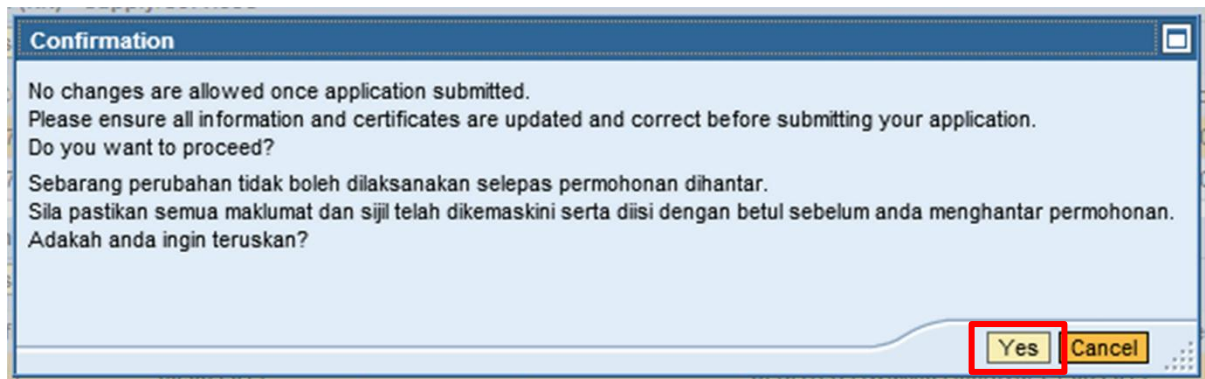 Confirmation
No changes are allowed once application submitted.
Please ensure all information and certificates are updated and correct before submitting your application.
Do you want to proceed?
Sebarang perubahan tidak boleh dilaksanakan selepas permohonan dihantar.
Sila pastikan semua maklumat dan sijil telah dikemaskini serta diisi dengan betul sebelum anda menghantar permohonan.
Adakah anda ingin teruskan?
Yes Cancel